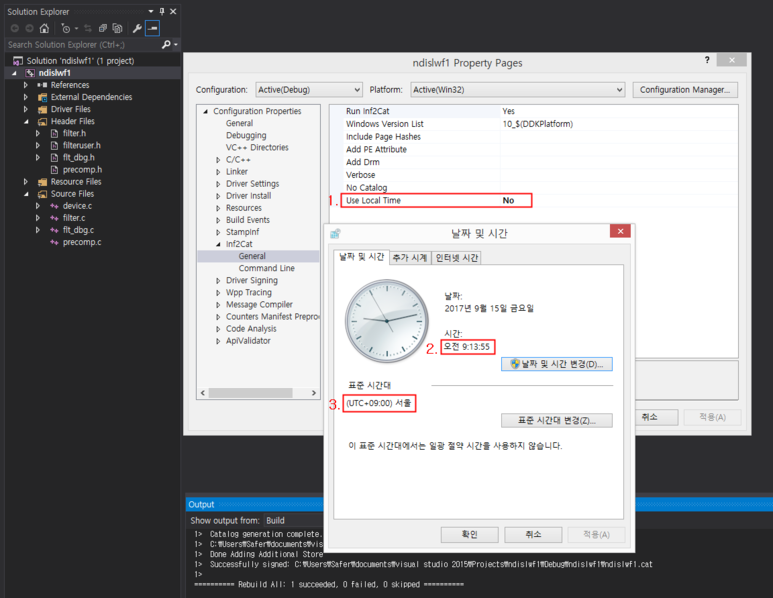 Solution Explorer
Search Solution Explorer (Ctrl+;)
Solution 'ndislwf1' (1 project)
ndislwf1
References
External Dependencies
Driver Files
Header Files
filter.h
filteruser.h
flt_dbg.h
precomp.h
Resource Files
Source Files
device.c
filter.c
flt_dbg.c
precomp.c
ndislwf1 Property Pages
?
Configuration: Active(Debug) Platform: Active(Win32) Configuration Manager...
Configuration Properties
General
Debugging
VC++ Directories
C/C++
Linker
Driver Settings
Driver Install
Resources
Build Events
StampInf
Inf2Cat
General
Command Line
Driver Signing
Wpp Tracing
Message Compiler
Counters Manifest Preproc
Code Analysis
ApiValidator
Run Inf2Cat Yes
Windows Version List 10_$(DDKPlatform)
Include Page Hashes
Add PE Attribute
Add Drm
Verbose
No Catalog
1. Use Local Time No
취소 적용(A)
날짜 및 시간
날짜 및 시간 추가 시계 인터넷 시간
날짜:
2017년 9월 15일 금요일
시간:
2. 오전 9:13:55
날짜 및 시간 변경(D)...
표준 시간대
3. (UTC+09:00) 서울
표준 시간대 변경(Z)...
이 표준 시간대에서는 일광 절약 시간을 사용하지 않습니다.
확인 취소 적용(A)
Output
Show output from: Build
1> Catalog generation complete.
1> C:₩Users₩Safer₩documents₩vis
1> Done Adding Additional Store
1> Successfully signed: C:₩Users₩Safer₩documents₩visual studio 2015₩Projects₩ndislwf1₩Debug₩ndislwf1₩ndislwf1.cat
1>
========== Rebuild All: 1 succeeded, 0 failed, 0 skipped ==========